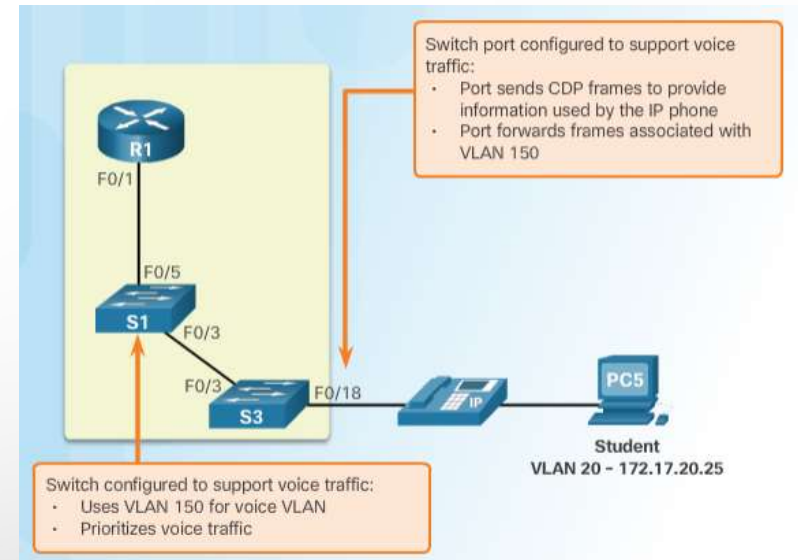 Switch port configured to support voice
traffic:
· Port sends CDP frames to provide
information used by the IP phone
· Port forwards frames associated with
VLAN 150
R1
F0/1
F0/5
S1
F0/3
F0/3
S3
F0/18
IP
PC5
Student
VLAN 20 - 172.17.20.25
Switch configured to support voice traffic:
· Uses VLAN 150 for voice VLAN
· Prioritizes voice traffic